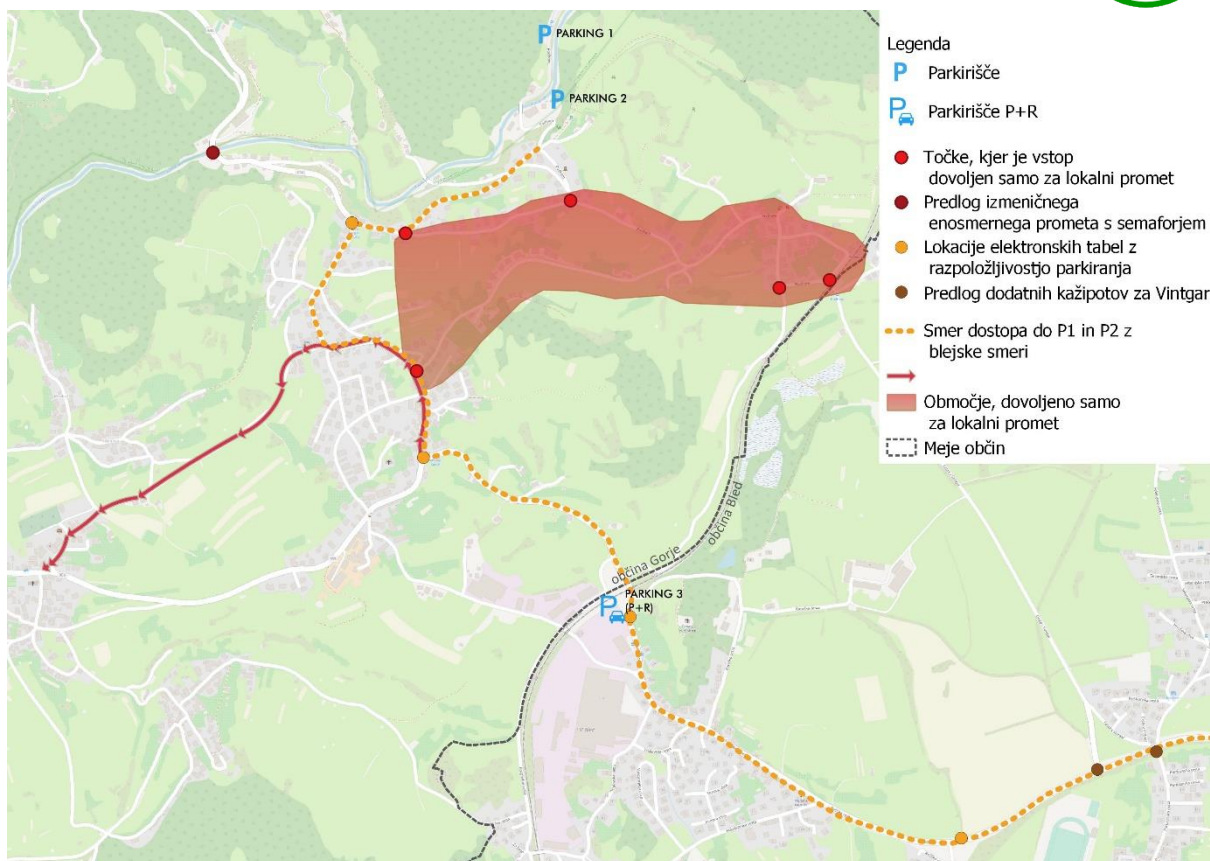 P PARKING 1
P PARKING 2
občina Gorje
občina Bled
P PARKING 3
(P+R)
Legenda
P Parkirišče
P Parkirišče P+R
Točke, kjer je vstop
dovoljen samo za lokalni promet
Predlog izmeničnega
enosmernega prometa s semaforjem
Lokacije elektronskih tabel z
razpoložljivostjo parkiranja
Predlog dodatnih kažipotov za Vintgar
Smer dostopa do P1 in P2 z
blejske smeri
Območje, dovoljeno samo
za lokalni promet
Meje občin